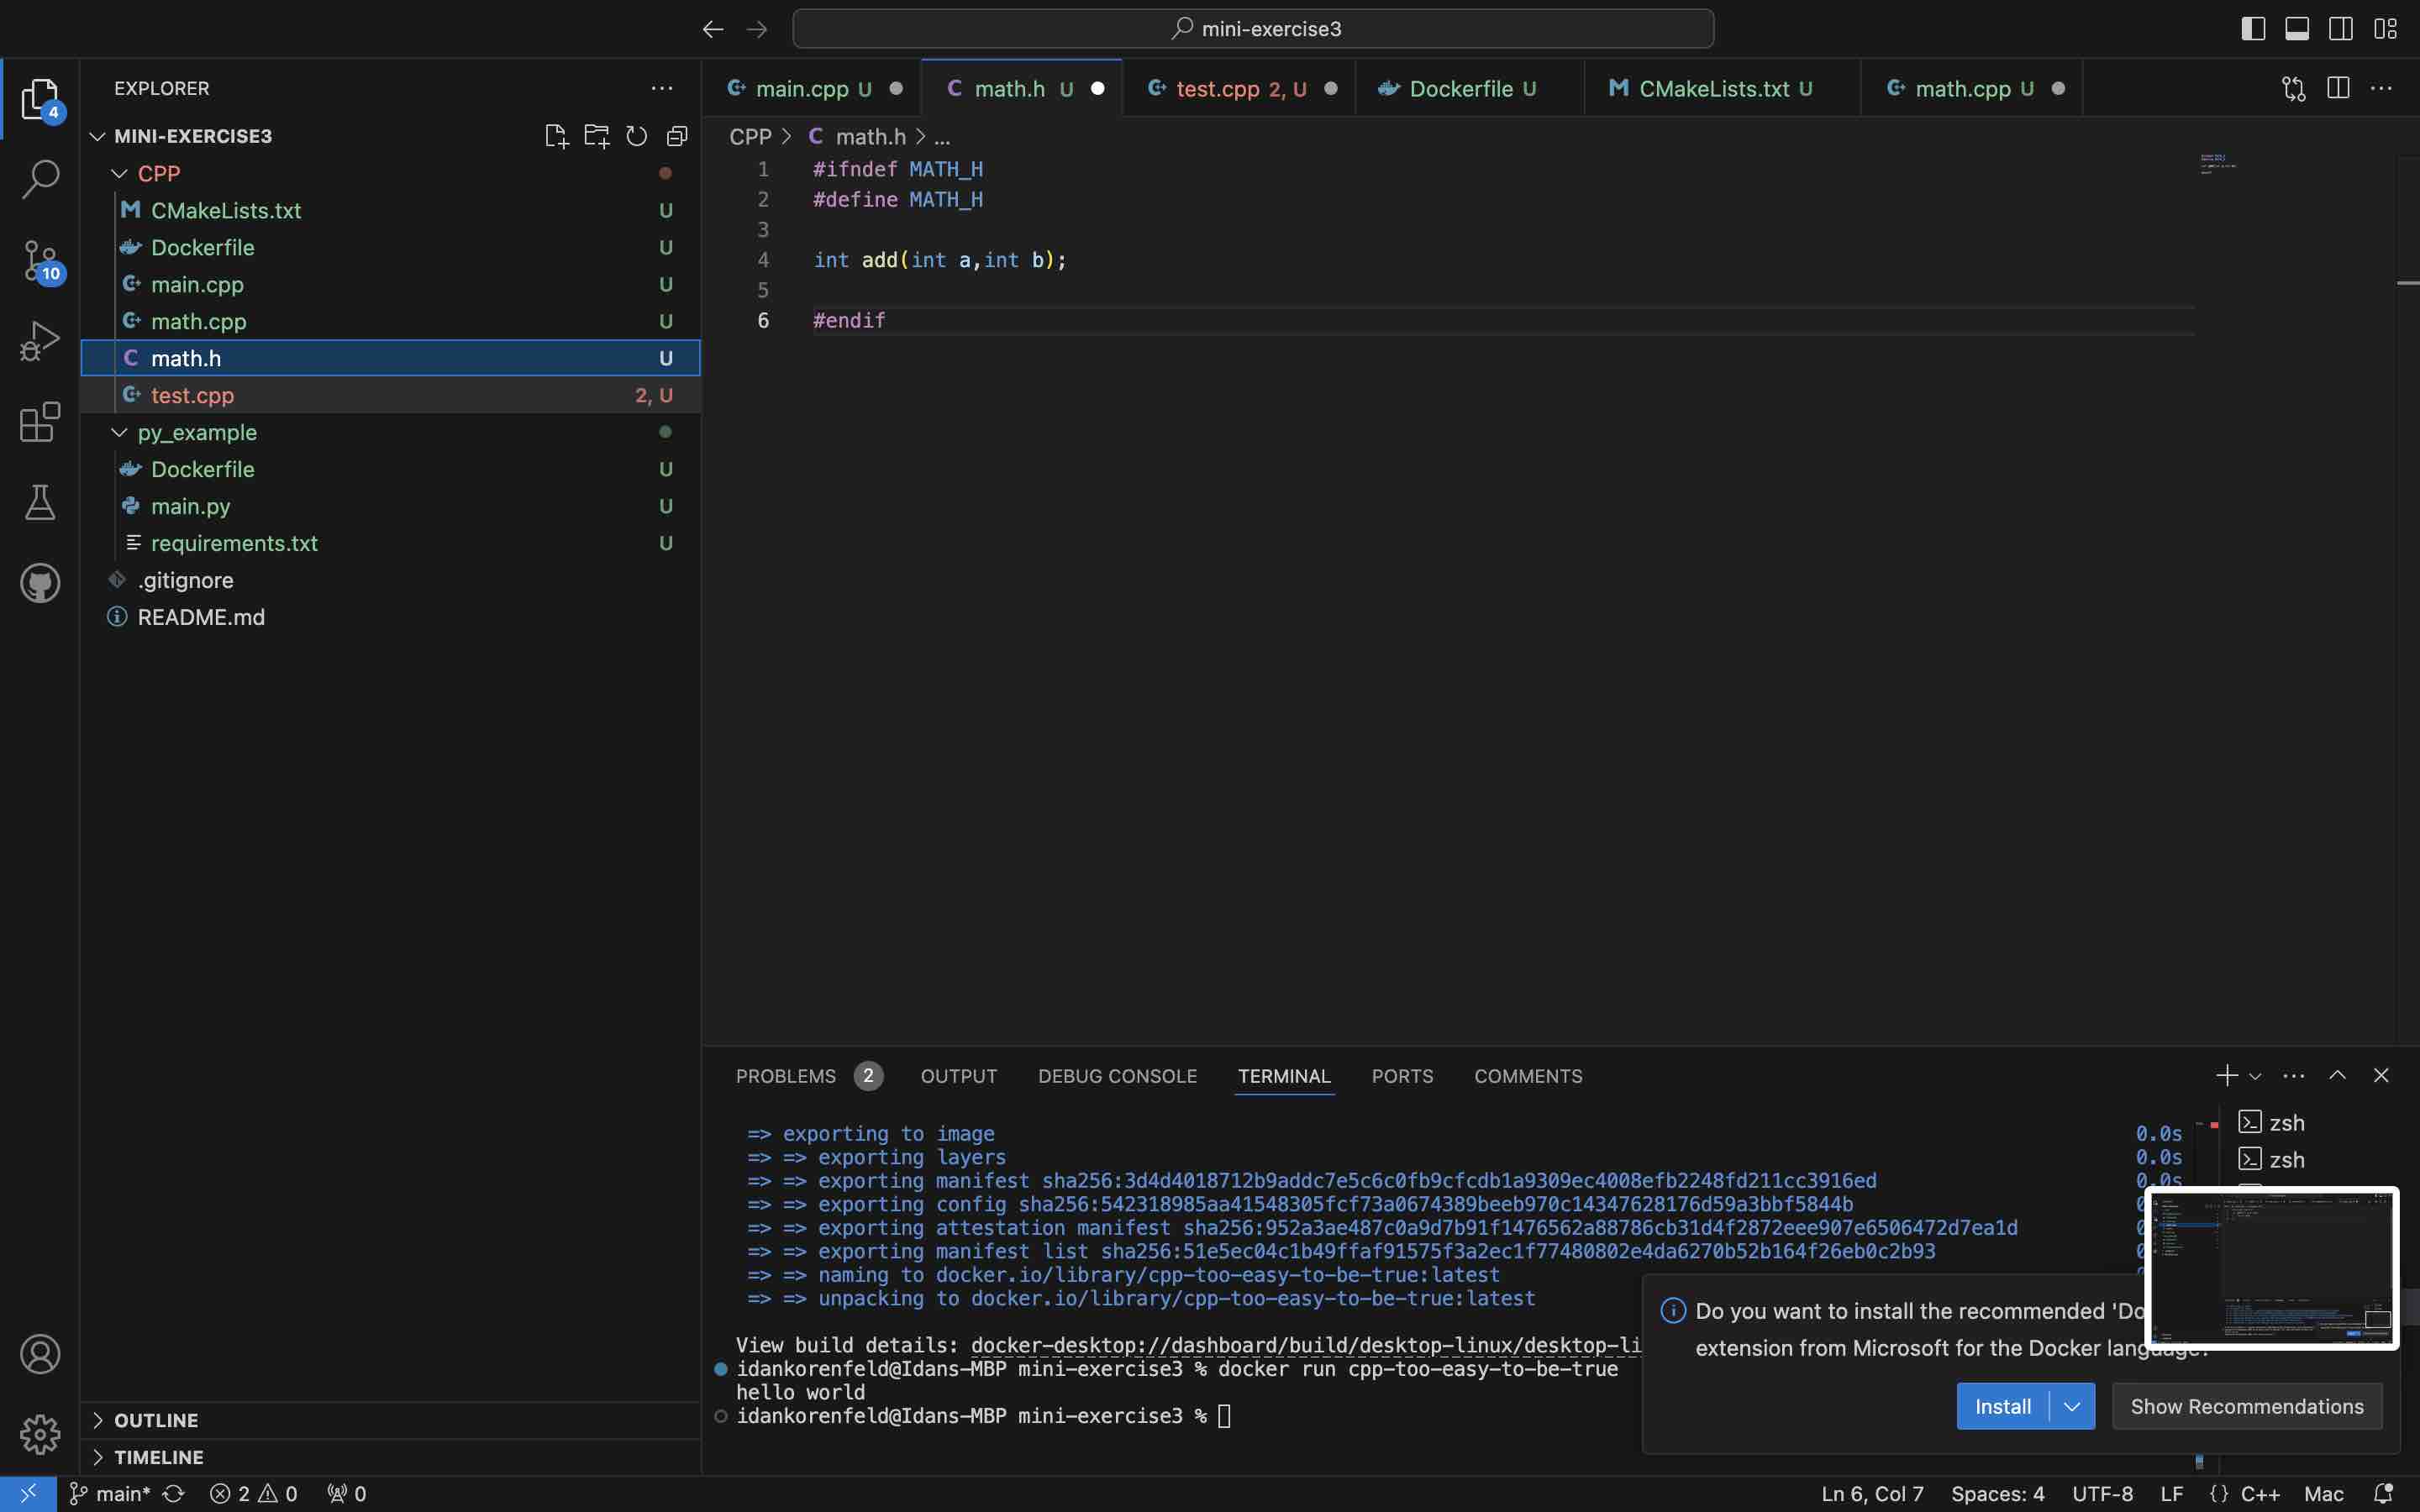 mini-exercise3
EXPLORER
MINI-EXERCISE3
CPP
CMakeLists.txt U
Dockerfile U
main.cpp U
math.cpp U
math.h U
test.cpp 2, U
py_example
Dockerfile U
main.py U
requirements.txt U
.gitignore
README.md
OUTLINE
TIMELINE
4
10
main.cpp U math.h U test.cpp 2, U Dockerfile U CMakeLists.txt U math.cpp U
CPP > C math.h > ...
1 #ifndef MATH_H
2 #define MATH_H
3
4 int add(int a,int b);
5
6 #endif
PROBLEMS 2 OUTPUT DEBUG CONSOLE TERMINAL PORTS COMMENTS
=> exporting to image 0.0s
=> => exporting layers 0.0s
=> => exporting manifest sha256:3d4d4018712b9addc7e5c6c0fb9cfcdb1a9309ec4008efb2248fd211cc3916ed 0.0s
=> => exporting config sha256:542318985aa41548305fcf73a0674389beeb970c14347628176d59a3bbf5844b
=> => exporting attestation manifest sha256:952a3ae487c0a9d7b91f1476562a88786cb31d4f2872eee907e6506472d7ea1d
=> => exporting manifest list sha256:51e5ec04c1b49ffaf91575f3a2ec1f77480802e4da6270b52b164f26eb0c2b93
=> => naming to docker.io/library/cpp-too-easy-to-be-true:latest
=> => unpacking to docker.io/library/cpp-too-easy-to-be-true:latest
View build details: docker-desktop://dashboard/build/desktop-linux/desktop-li
idankorenfeld@Idans-MBP mini-exercise3 % docker run cpp-too-easy-to-be-true
hello world
idankorenfeld@Idans-MBP mini-exercise3 %
zsh
zsh
Do you want to install the recommended 'Do
extension from Microsoft for the Docker language?
Install
Show Recommendations
main* 2 0 0
Ln 6, Col 7 Spaces: 4 UTF-8 LF {} C++ Mac